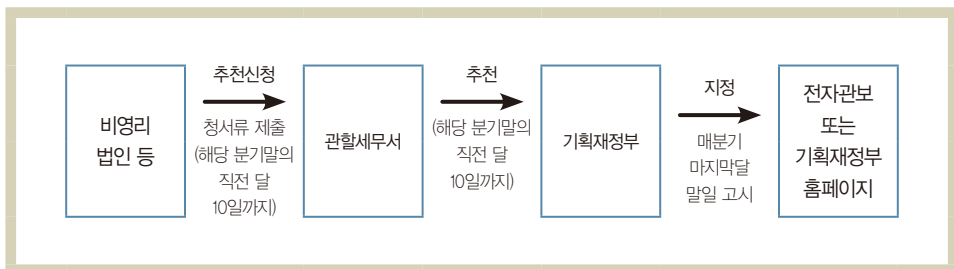 비영리
법인 등
추천신청
청서류 제출
(해당 분기말의
직전 달
10일까지)
관할세무서
추천
(해당 분기말의
직전 달
10일까지)
기획재정부
지정
매분기
마지막달
말일 고시
전자관보
또는
기획재정부
홈페이지